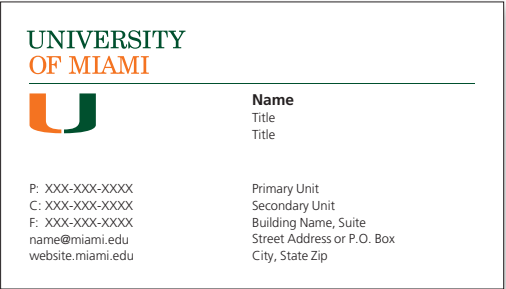 UNIVERSITY
OF MIAMI
Name
Title
Title
P: XXX-XXX-XXXX
C: XXX-XXX-XXXX
F: XXX-XXX-XXXX
name@miami.edu
website.miami.edu
Primary Unit
Secondary Unit
Building Name, Suite
Street Address or P.O. Box
City, State Zip